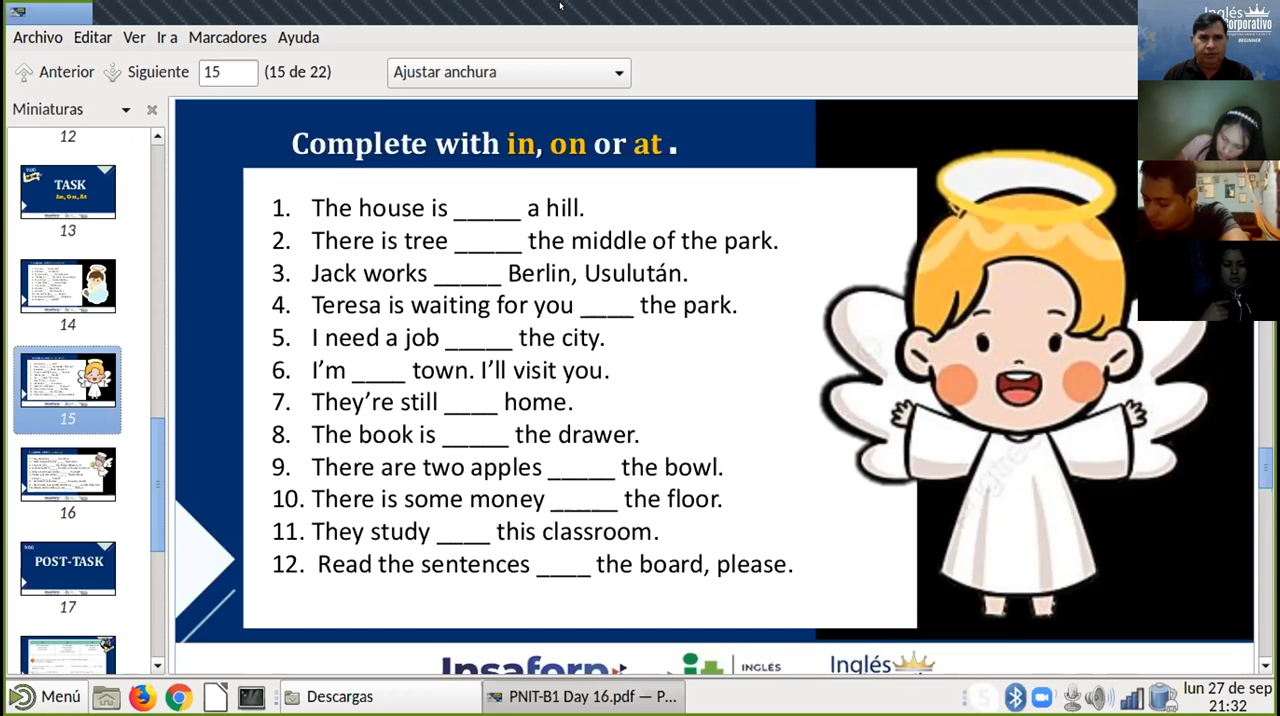 Inglés
Corporativo
BEGINNER
Archivo Editar Ver Ir a Marcadores Ayuda
Anterior Siguiente 15 (15 de 22) Ajustar anchura
Miniaturas
12
TASK
In, On, At
13
14
15
16
POST-TASK
17
Complete with in, on or at .
1. The house is _____ a hill.
2. There is tree _____ the middle of the park.
3. Jack works _____ Berlin, Usulután.
4. Teresa is waiting for you ____ the park.
5. I need a job _____ the city.
6. I’m ____ town. I’ll visit you.
7. They’re still ____ home.
8. The book is _____ the drawer.
9. There are two apples _____ the bowl.
10. There is some money _____ the floor.
11. They study ____ this classroom.
12. Read the sentences ____ the board, please.
Insaforp INGLÉS Inglés
Menú Descargas PNIT-B1 Day 16.pdf — P... lun 27 de sep
21:32